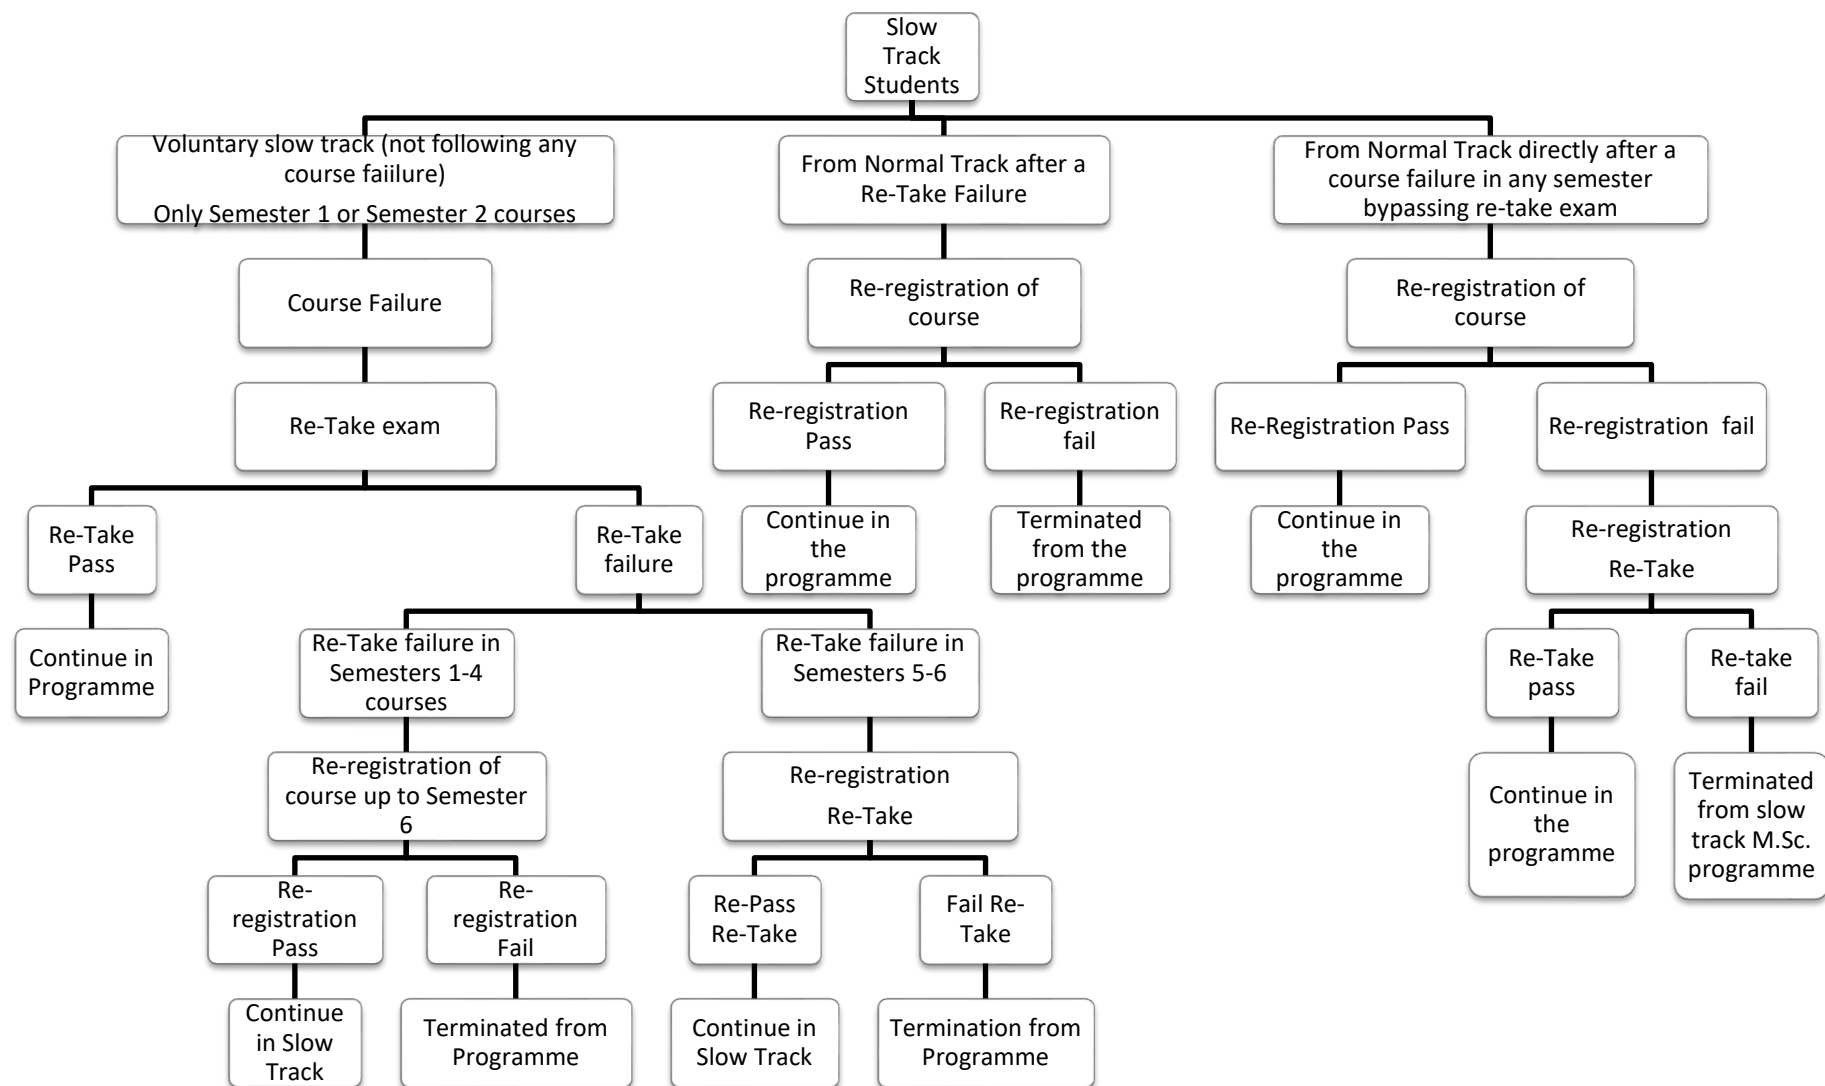 Slow
Track
Students
Voluntary slow track (not following any
course faiilure)
Only Semester 1 or Semester 2 courses
From Normal Track after a
Re-Take Failure
From Normal Track directly after a
course failure in any semester
bypassing re-take exam
Course Failure
Re-registration of
course
Re-registration of
course
Re-Take exam
Re-registration
Pass
Re-registration
fail
Re-Registration Pass
Re-registration fail
Re-Take
Pass
Re-Take
failure
Continue in
the
programme
Terminated
from the
programme
Continue in
the
programme
Re-registration
Re-Take
Continue in
Programme
Re-Take failure in
Semesters 1-4
courses
Re-Take failure in
Semesters 5-6
Re-Take
pass
Re-take
fail
Re-registration of
course up to Semester
6
Re-registration
Re-Take
Continue in
the
programme
Terminated
from slow
track M.Sc.
programme
Re-
registration
Pass
Re-
registration
Fail
Re-Pass
Re-Take
Fail Re-
Take
Continue
in Slow
Track
Terminated from
Programme
Continue in
Slow Track
Termination from
Programme